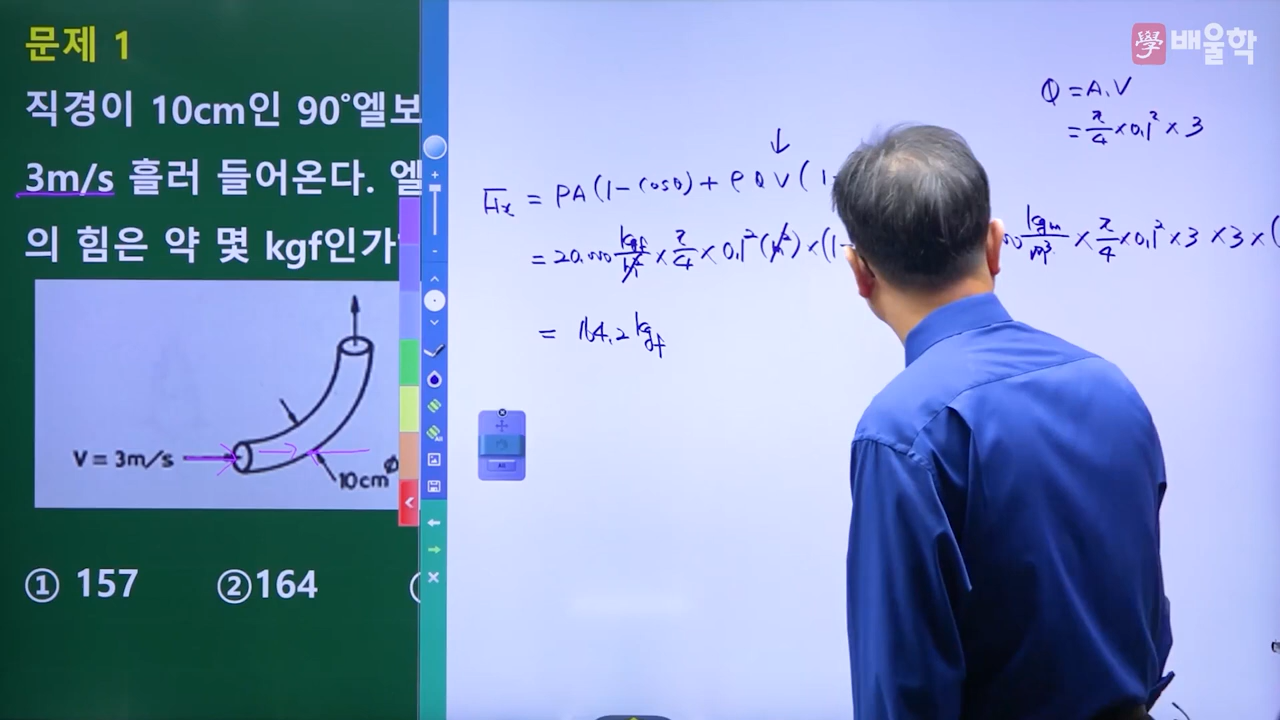 문제 1
직경이 10cm인 90°엘보
3m/s 흘러 들어온다. 엘
의 힘은 약 몇 kgf인가
V = 3m/s
10cm ϕ
① 157 ②164
學 배울학
Q = A.V
= π/4 × 0.1² × 3
Fx = PA(1-cosθ) + ρQV(1-
= 20,000 kgf/m² × π/4 × 0.1²(m²) × (1-
kgm/m³ × π/4 × 0.1² × 3 × 3 × (
= 164.2 kgf
All
All